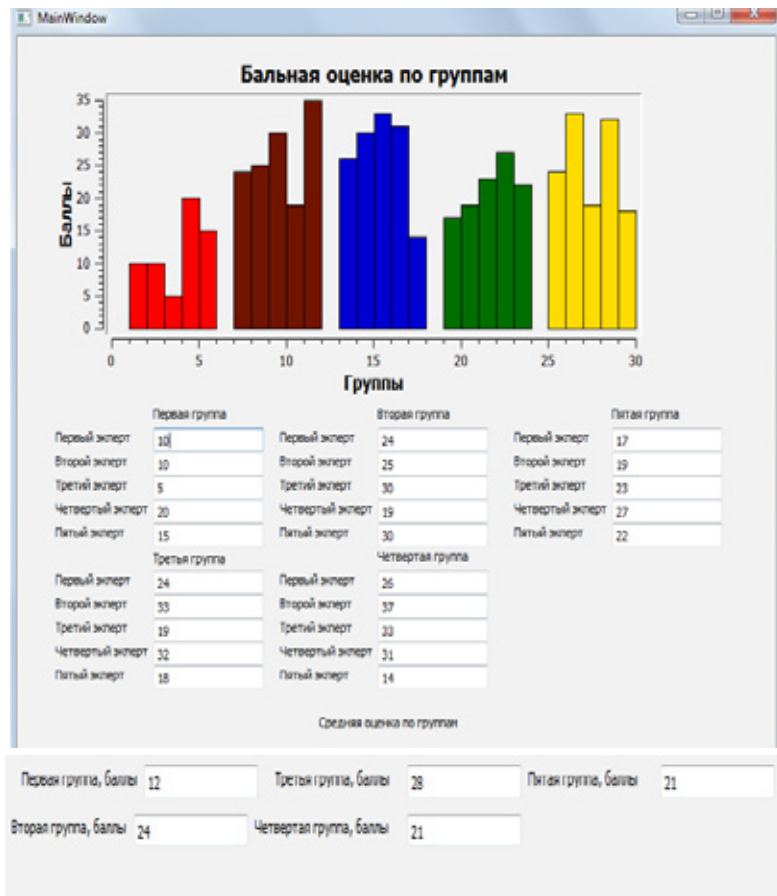 MainWindow
Бальная оценка по группам
35
30
25
20
15
10
5
0
Баллы
0 5 10 15 20 25 30
Группы
Первая группа Вторая группа Пятая группа
Первый эксперт 10 Первый эксперт 24 Первый эксперт 17
Второй эксперт 10 Второй эксперт 25 Второй эксперт 19
Третий эксперт 5 Третий эксперт 30 Третий эксперт 23
Четвертый эксперт 20 Четвертый эксперт 19 Четвертый эксперт 27
Пятый эксперт 15 Пятый эксперт 30 Пятый эксперт 22
Третья группа Четвертая группа
Первый эксперт 24 Первый эксперт 26
Второй эксперт 33 Второй эксперт 37
Третий эксперт 19 Третий эксперт 33
Четвертый эксперт 32 Четвертый эксперт 31
Пятый эксперт 18 Пятый эксперт 14
Средняя оценка по группам
Первая группа, баллы 12 Третья группа, баллы 28 Пятая группа, баллы 21
Вторая группа, баллы 24 Четвертая группа, баллы 21